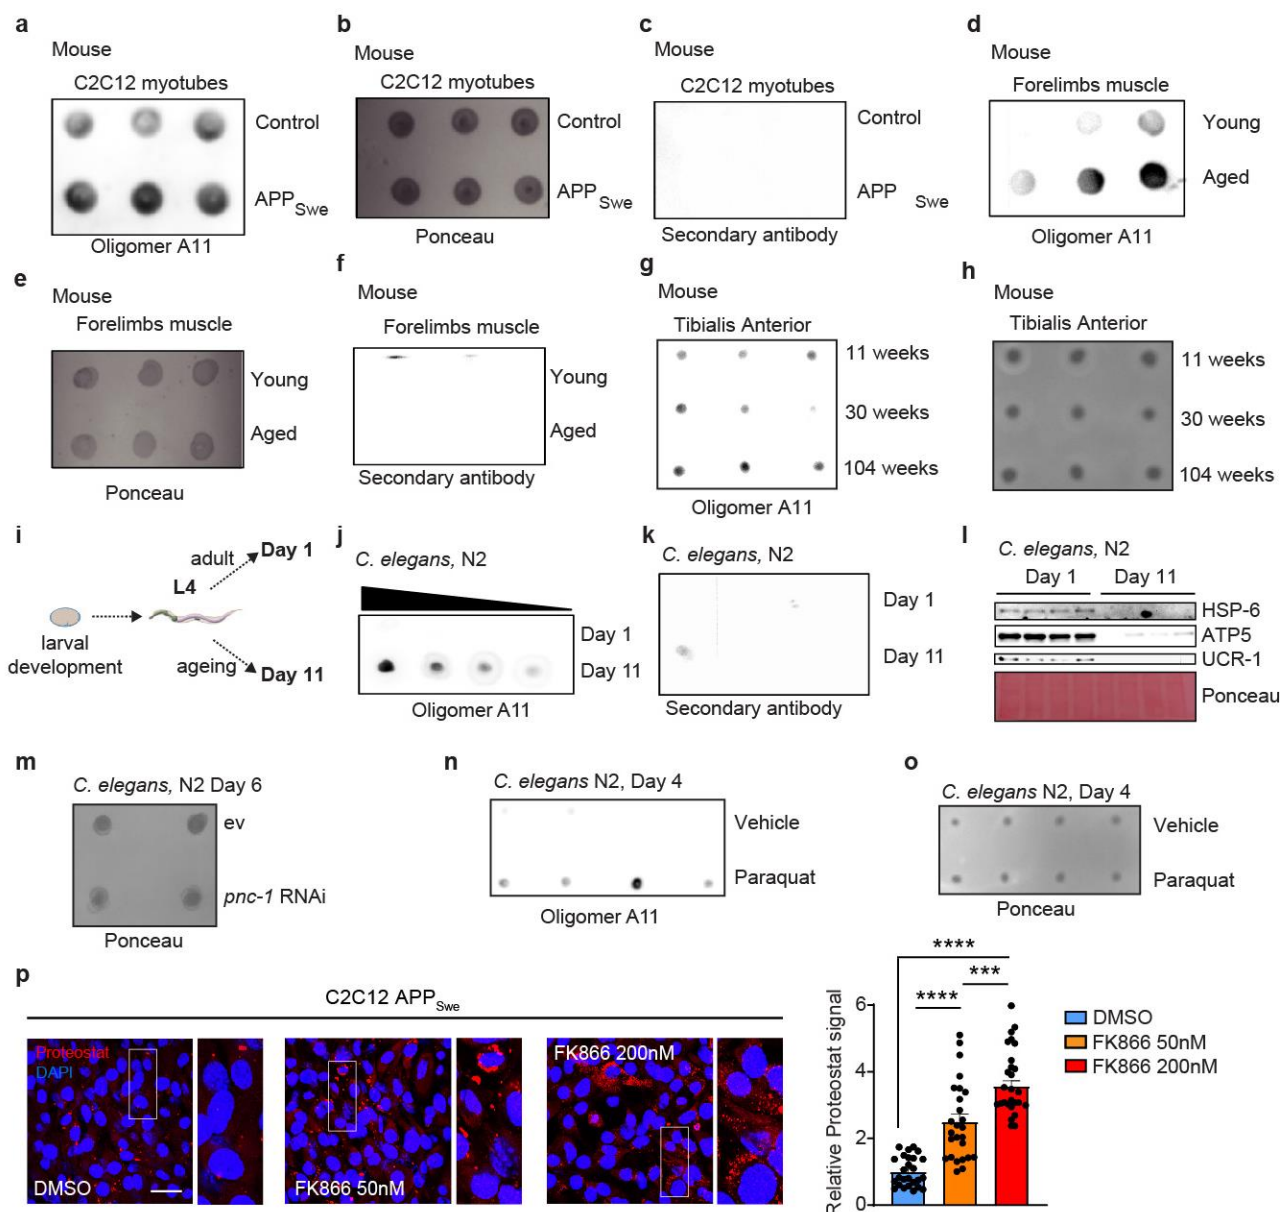 a
Mouse
C2C12 myotubes
Control
APP Swe
Oligomer A11
b
Mouse
C2C12 myotubes
Control
APP Swe
Ponceau
c
Mouse
C2C12 myotubes
Control
APP Swe
Secondary antibody
d
Mouse
Forelimbs muscle
Young
Aged
Oligomer A11
e
Mouse
Forelimbs muscle
Young
Aged
Ponceau
f
Mouse
Forelimbs muscle
Young
Aged
Secondary antibody
g
Mouse
Tibialis Anterior
11 weeks
30 weeks
104 weeks
Oligomer A11
h
Mouse
Tibialis Anterior
11 weeks
30 weeks
104 weeks
i
larval
development
L4
adult
Day 1
ageing
Day 11
j
C. elegans, N2
Day 1
Day 11
Oligomer A11
k
C. elegans, N2
Day 1
Day 11
Secondary antibody
l
C. elegans, N2
Day 1 Day 11
HSP-6
ATP5
UCR-1
Ponceau
m
C. elegans, N2 Day 6
ev
pnc-1 RNAi
Ponceau
n
C. elegans N2, Day 4
Vehicle
Paraquat
Oligomer A11
o
C. elegans N2, Day 4
Vehicle
Paraquat
Ponceau
p
C2C12 APP Swe
Proteostat
DAPI
DMSO
FK866 50nM
FK866 200nM
Relative Proteostat signal
6
4
2
0
****
****
***
DMSO
FK866 50nM
FK866 200nM